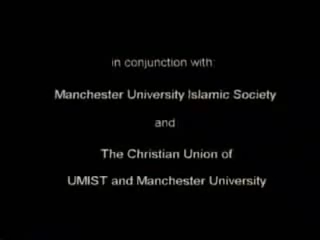 in conjunction with:
Manchester University Islamic Society
and
The Christian Union of
UMIST and Manchester University